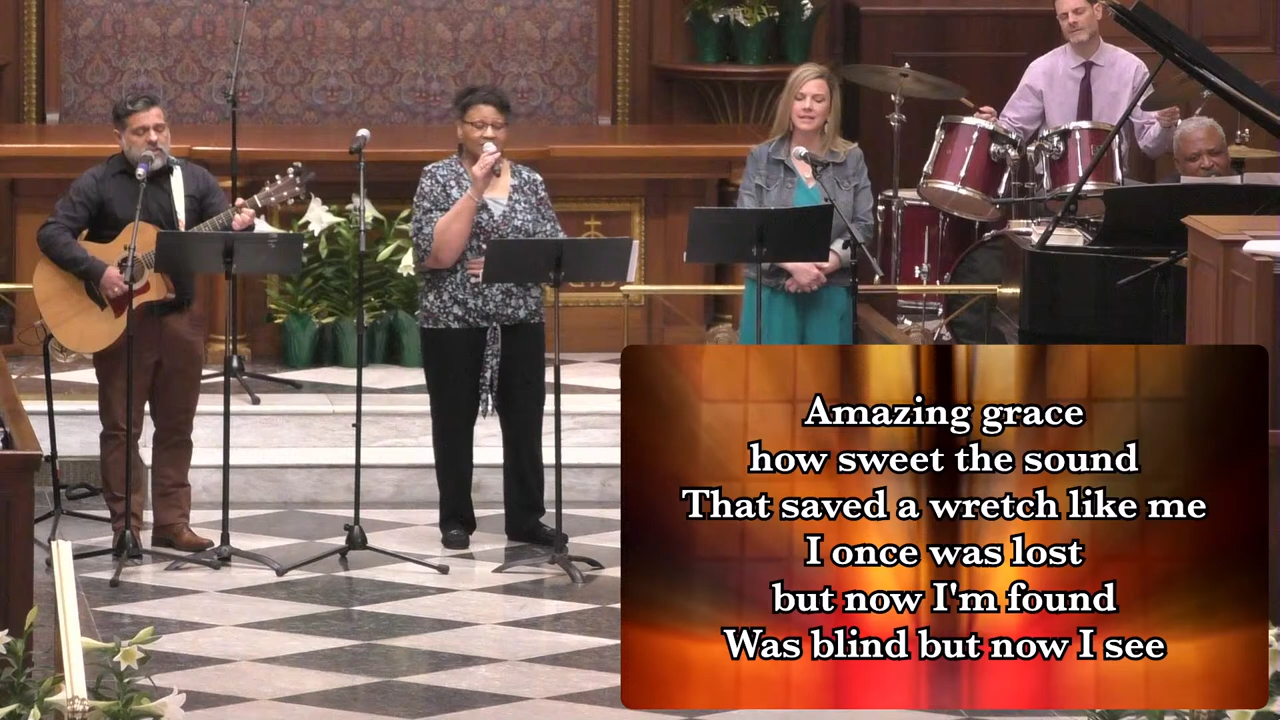 Amazing grace
how sweet the sound
That saved a wretch like me
I once was lost
but now I'm found
Was blind but now I see